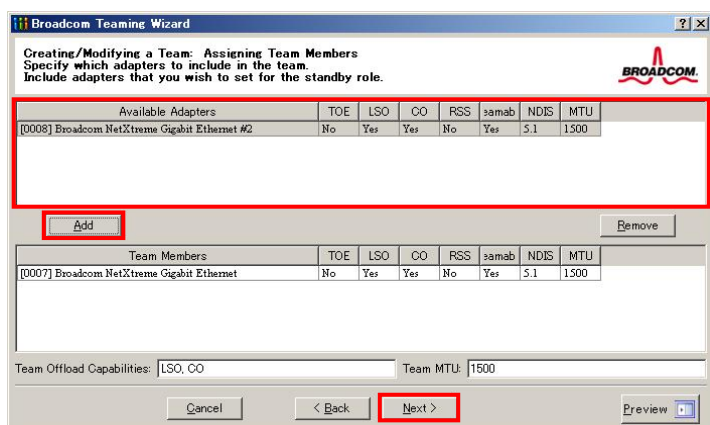 Broadcom Teaming Wizard
Creating/Modifying a Team: Assigning Team Members
Specify which adapters to include in the team.
Include adapters that you wish to set for the standby role.
BROADCOM.
Available Adapters TOE LSO CO RSS eamab NDIS MTU
[0008] Broadcom NetXtreme Gigabit Ethernet #2 No Yes Yes No Yes 5.1 1500
Add Remove
Team Members TOE LSO CO RSS eamab NDIS MTU
[0007] Broadcom NetXtreme Gigabit Ethernet No Yes Yes No Yes 5.1 1500
Team Offload Capabilities: LSO, CO Team MTU: 1500
Cancel < Back Next > Preview